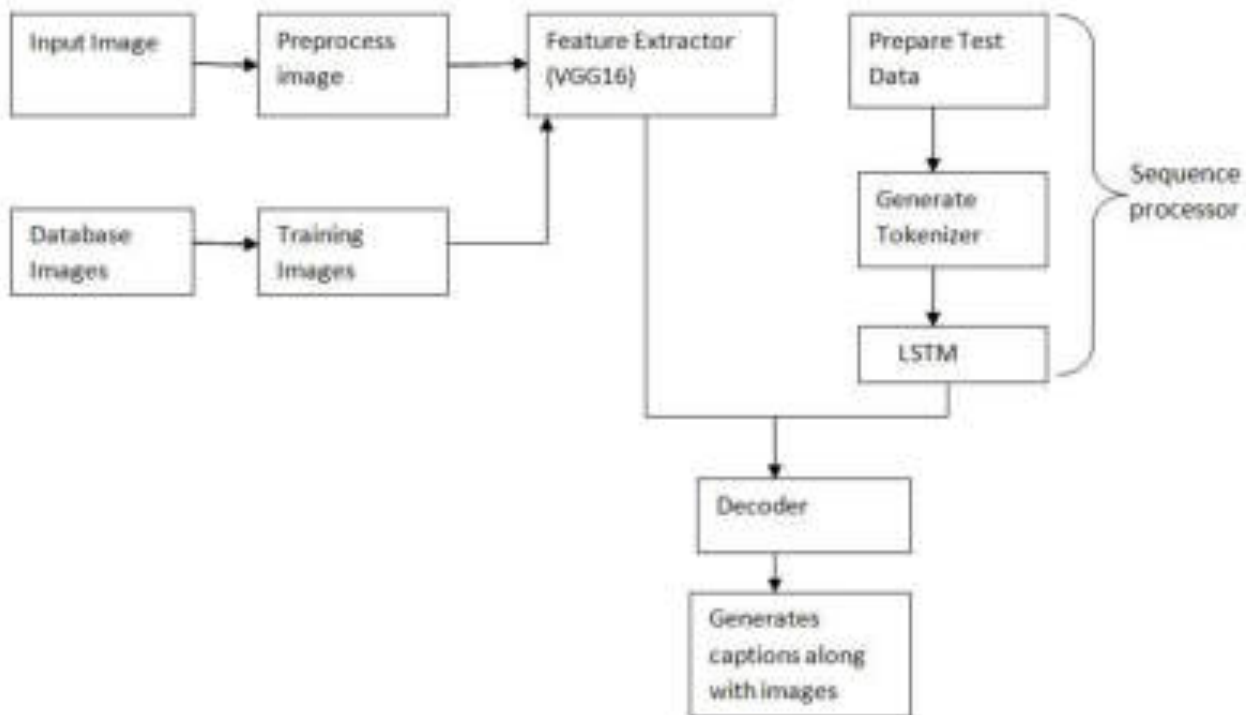 Input Image
Preprocess
image
Feature Extractor
(VGG16)
Prepare Test
Data
Database
Images
Training
Images
Generate
Tokenizer
Sequence
processor
LSTM
Decoder
Generates
captions along
with images